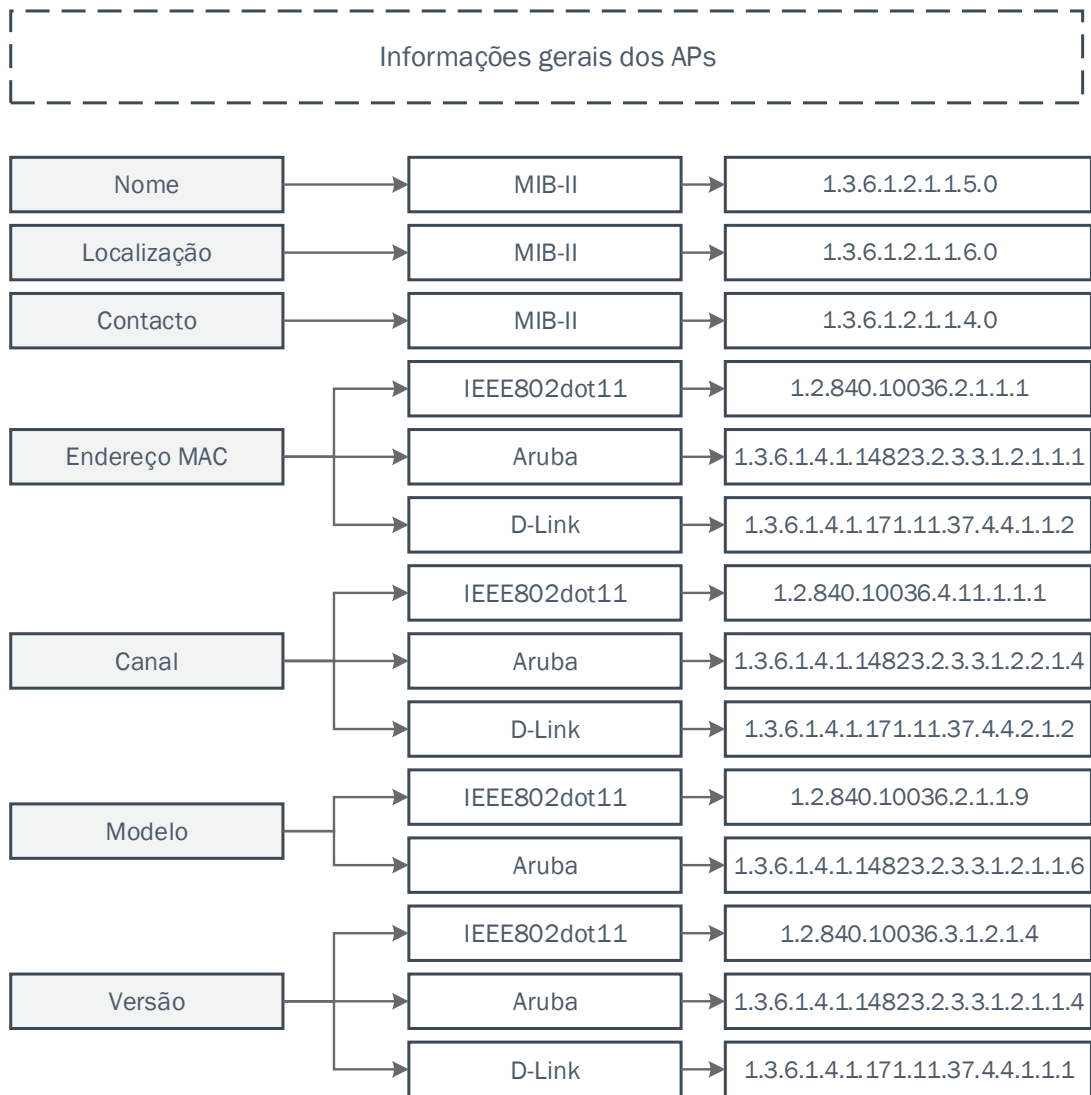 Informações gerais dos APs
Nome MIB-II 1.3.6.1.2.1.1.5.0
Localização MIB-II 1.3.6.1.2.1.1.6.0
Contacto MIB-II 1.3.6.1.2.1.1.4.0
IEEE802dot11 1.2.840.10036.2.1.1.1
Endereço MAC Aruba 1.3.6.1.4.1.14823.2.3.3.1.2.1.1.1
D-Link 1.3.6.1.4.1.171.11.37.4.4.1.1.2
IEEE802dot11 1.2.840.10036.4.11.1.1.1
Canal Aruba 1.3.6.1.4.1.14823.2.3.3.1.2.2.1.4
D-Link 1.3.6.1.4.1.171.11.37.4.4.2.1.2
IEEE802dot11 1.2.840.10036.2.1.1.9
Modelo
Aruba 1.3.6.1.4.1.14823.2.3.3.1.2.1.1.6
IEEE802dot11 1.2.840.10036.3.1.2.1.4
Versão Aruba 1.3.6.1.4.1.14823.2.3.3.1.2.1.1.4
D-Link 1.3.6.1.4.1.171.11.37.4.4.1.1.1